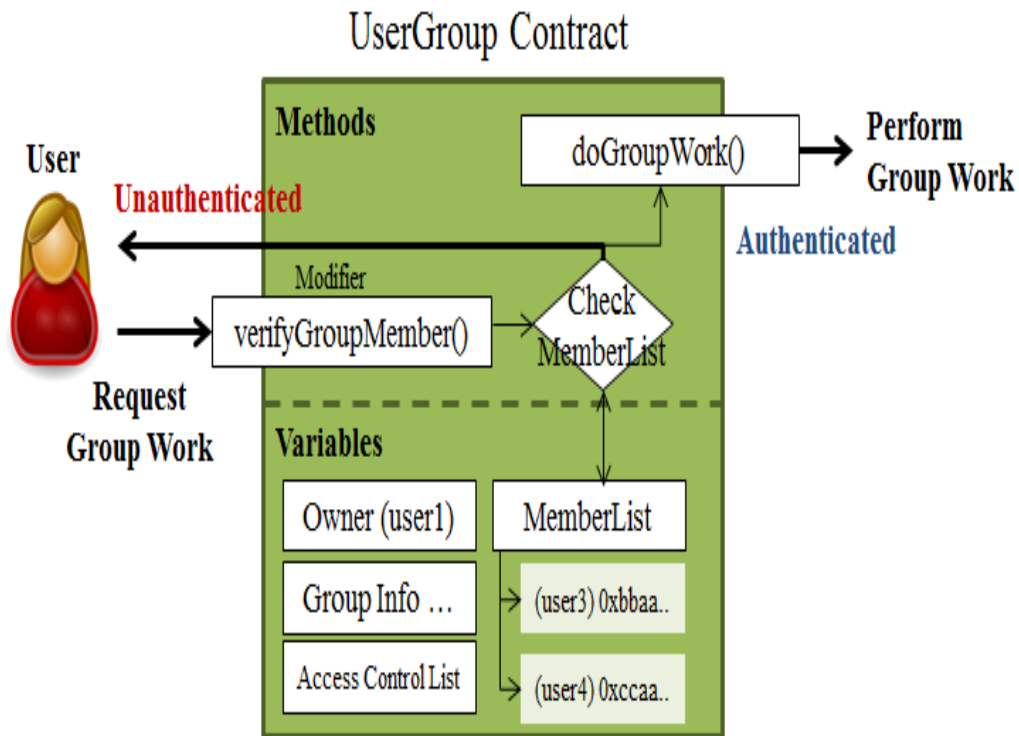 UserGroup Contract
Methods
doGroupWork()
Perform
Group Work
User
Unauthenticated
Authenticated
Modifier
verifyGroupMember()
Check
MemberList
Request
Group Work
Variables
Owner (user1)
MemberList
Group Info ...
(user3) 0xbbaa..
Access Control List
(user4) 0xccaa..